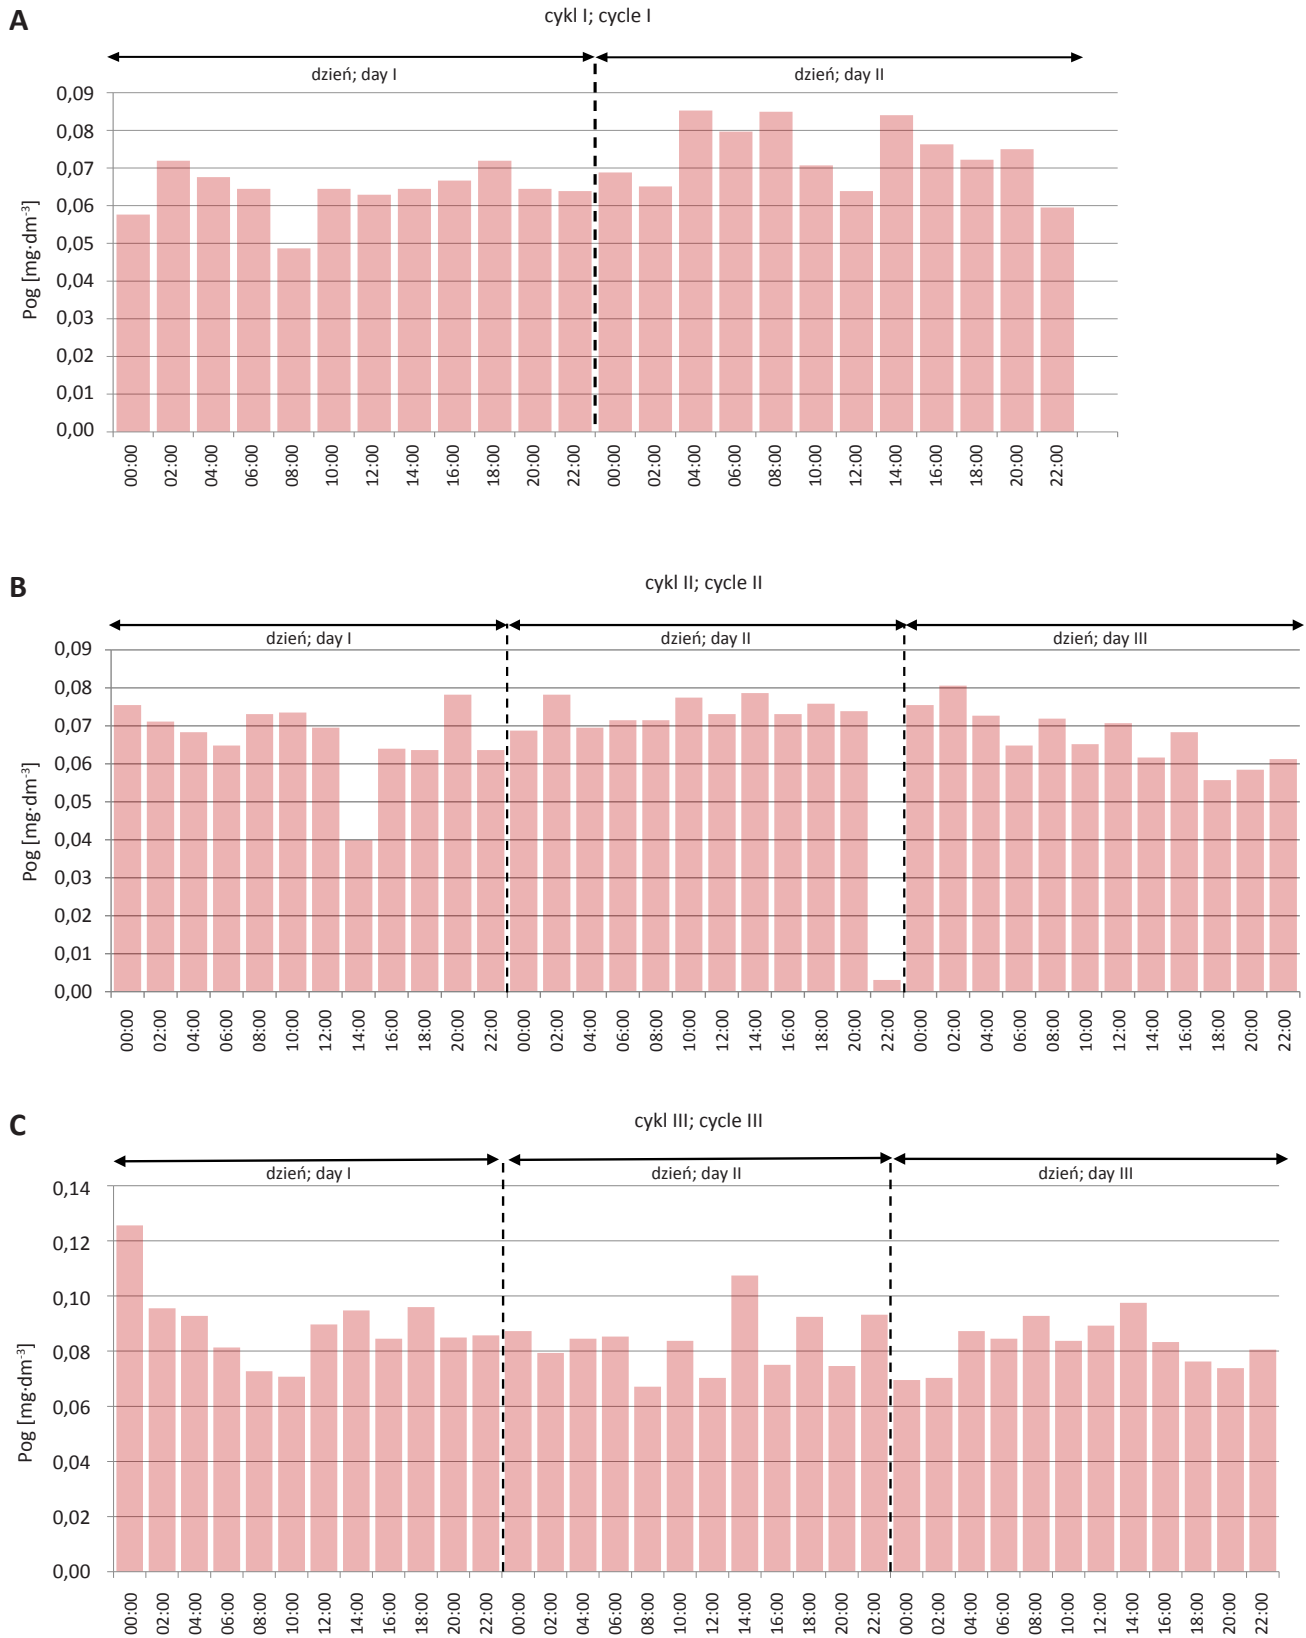 A
cykl I; cycle I
dzień; day I
dzień; day II
Pog [mg·dm⁻³]
0,09
0,08
0,07
0,06
0,05
0,04
0,03
0,02
0,01
0,00
00:00 02:00 04:00 06:00 08:00 10:00 12:00 14:00 16:00 18:00 20:00 22:00 00:00 02:00 04:00 06:00 08:00 10:00 12:00 14:00 16:00 18:00 20:00 22:00
B
cykl II; cycle II
dzień; day I
dzień; day II
dzień; day III
Pog [mg·dm⁻³]
0,09
0,08
0,07
0,06
0,05
0,04
0,03
0,02
0,01
0,00
00:00 02:00 04:00 06:00 08:00 10:00 12:00 14:00 16:00 18:00 20:00 22:00 00:00 02:00 04:00 06:00 08:00 10:00 12:00 14:00 16:00 18:00 20:00 22:00 00:00 02:00 04:00 06:00 08:00 10:00 12:00 14:00 16:00 18:00 20:00 22:00
C
cykl III; cycle III
dzień; day I
dzień; day II
dzień; day III
Pog [mg·dm⁻³]
0,14
0,12
0,10
0,08
0,06
0,04
0,02
0,00
00:00 02:00 04:00 06:00 08:00 10:00 12:00 14:00 16:00 18:00 20:00 22:00 00:00 02:00 04:00 06:00 08:00 10:00 12:00 14:00 16:00 18:00 20:00 22:00 00:00 02:00 04:00 06:00 08:00 10:00 12:00 14:00 16:00 18:00 20:00 22:00